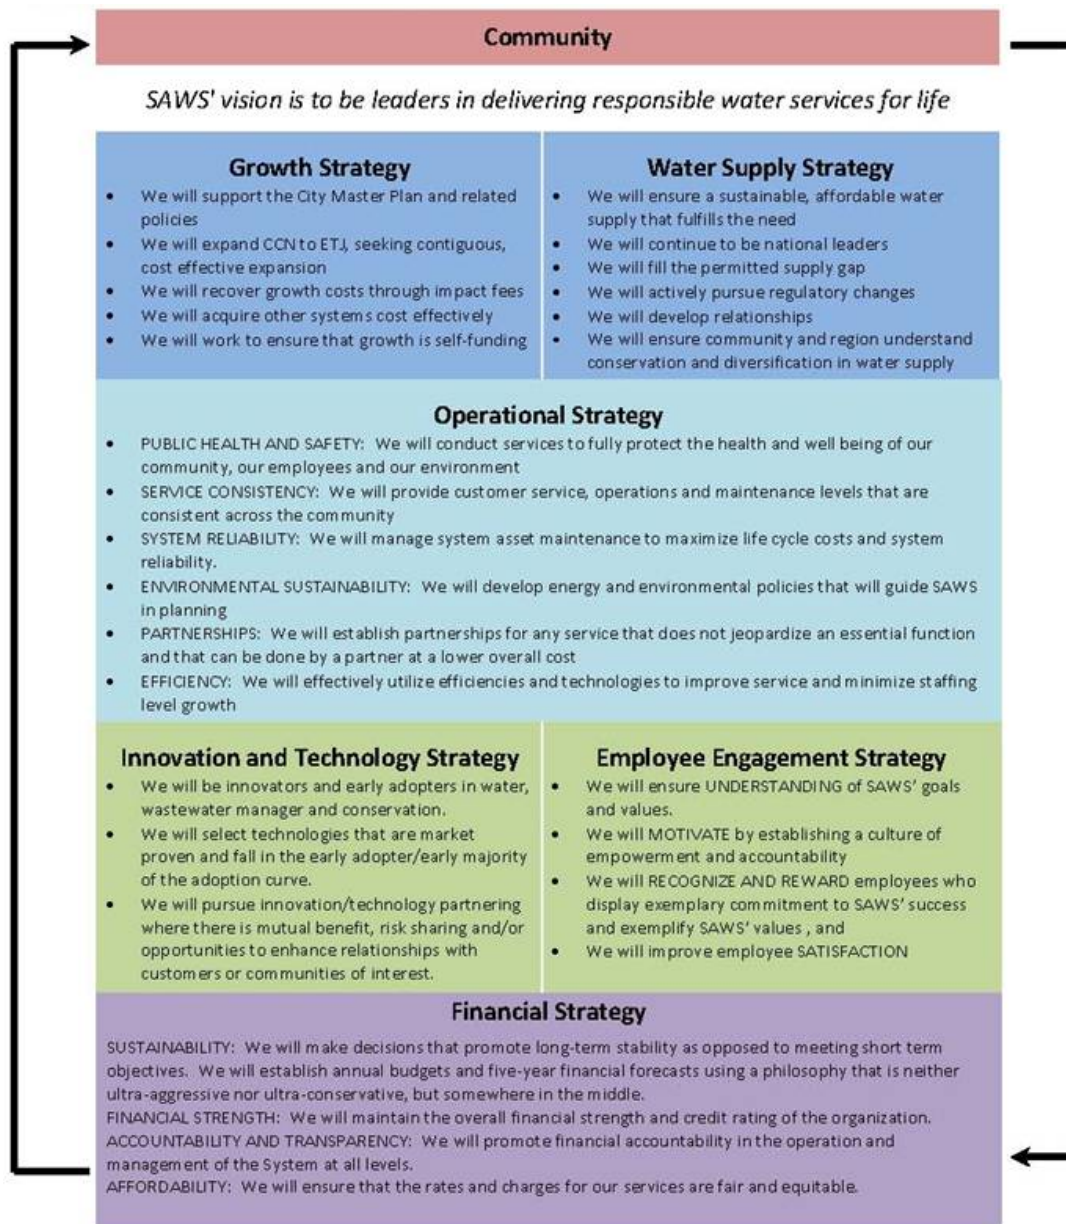 Community
SAWS' vision is to be leaders in delivering responsible water services for life
Growth Strategy
• We will support the City Master Plan and related
policies
• We will expand CCN to ETJ, seeking contiguous,
cost effective expansion
• We will recover growth costs through impact fees
• We will acquire other systems cost effectively
• We will work to ensure that growth is self-funding
Water Supply Strategy
• We will ensure a sustainable, affordable water
supply that fulfills the need
• We will continue to be national leaders
• We will fill the permitted supply gap
• We will actively pursue regulatory changes
• We will develop relationships
• We will ensure community and region understand
conservation and diversification in water supply
Operational Strategy
• PUBLIC HEALTH AND SAFETY: We will conduct services to fully protect the health and well being of our
community, our employees and our environment
• SERVICE CONSISTENCY: We will provide customer service, operations and maintenance levels that are
consistent across the community
• SYSTEM RELIABILITY: We will manage system asset maintenance to maximize life cycle costs and system
reliability.
• ENVIRONMENTAL SUSTAINABILITY: We will develop energy and environmental policies that will guide SAWS
in planning
• PARTNERSHIPS: We will establish partnerships for any service that does not jeopardize an essential function
and that can be done by a partner at a lower overall cost
• EFFICIENCY: We will effectively utilize efficiencies and technologies to improve service and minimize staffing
level growth
Innovation and Technology Strategy
• We will be innovators and early adopters in water,
wastewater manager and conservation.
• We will select technologies that are market
proven and fall in the early adopter/early majority
of the adoption curve.
• We will pursue innovation/technology partnering
where there is mutual benefit, risk sharing and/or
opportunities to enhance relationships with
customers or communities of interest.
Employee Engagement Strategy
• We will ensure UNDERSTANDING of SAWS' goals
and values.
• We will MOTIVATE by establishing a culture of
empowerment and accountability
• We will RECOGNIZE AND REWARD employees who
display exemplary commitment to SAWS' success
and exemplify SAWS' values , and
• We will improve employee SATISFACTION
Financial Strategy
SUSTAINABILITY: We will make decisions that promote long-term stability as opposed to meeting short term
objectives. We will establish annual budgets and five-year financial forecasts using a philosophy that is neither
ultra-aggressive nor ultra-conservative, but somewhere in the middle.
FINANCIAL STRENGTH: We will maintain the overall financial strength and credit rating of the organization.
ACCOUNTABILITY AND TRANSPARENCY: We will promote financial accountability in the operation and
management of the System at all levels.
AFFORDABILITY: We will ensure that the rates and charges for our services are fair and equitable.